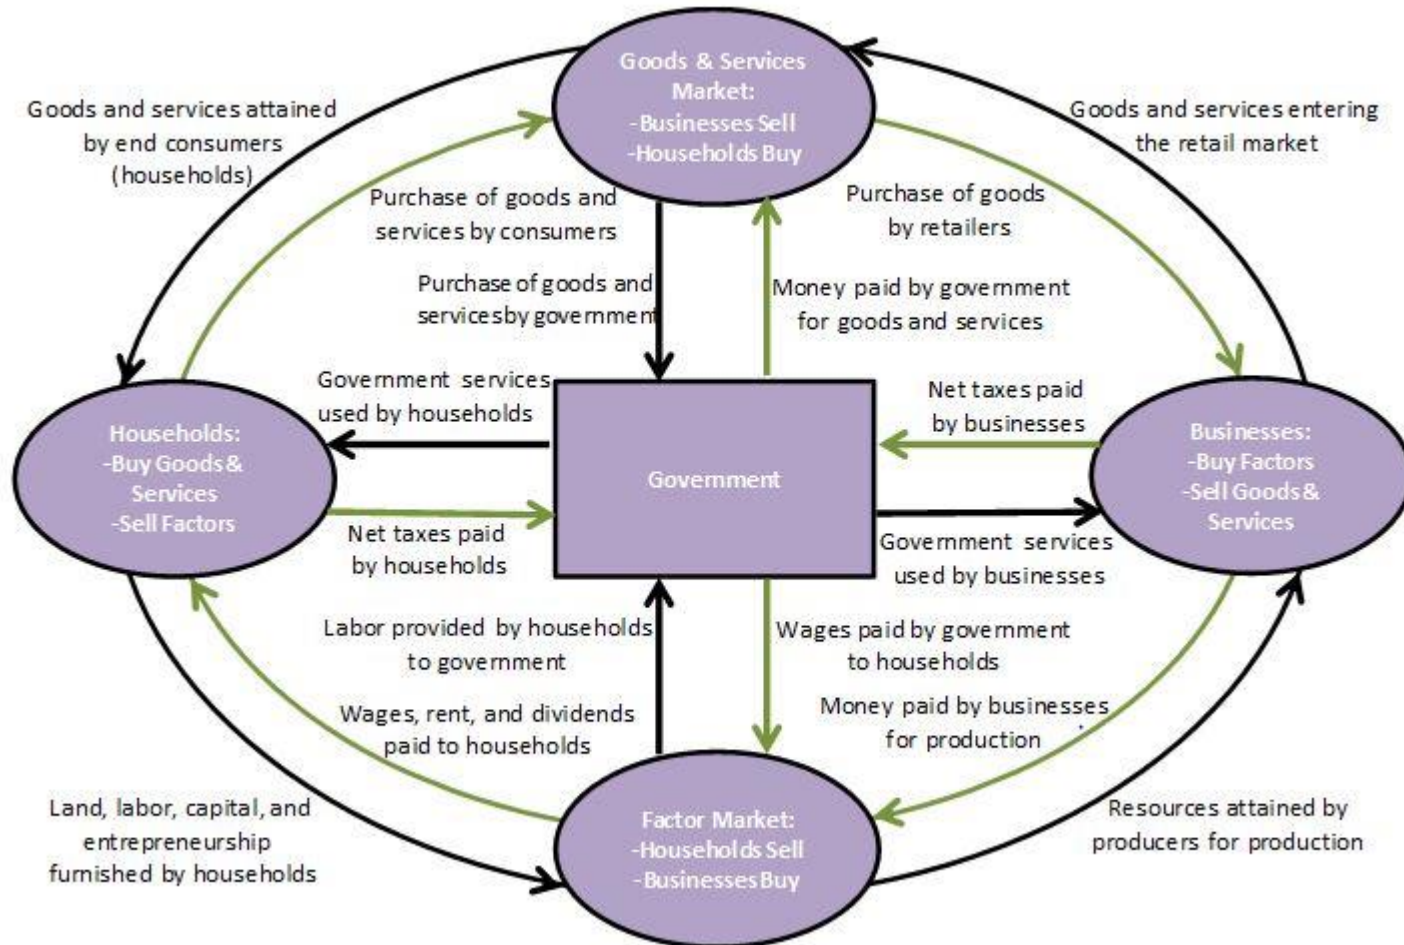 Goods & Services
Market:
-Businesses Sell
-Households Buy
Goods and services attained
by end consumers
(households)
Goods and services entering
the retail market
Purchase of goods and
services by consumers
Purchase of goods
by retailers
Purchase of goods and
services by government
Money paid by government
for goods and services
Government services
used by households
Net taxes paid
by businesses
Households:
-Buy Goods &
Services
-Sell Factors
Government
Businesses:
-Buy Factors
-Sell Goods &
Services
Net taxes paid
by households
Government services
used by businesses
Labor provided by households
to government
Wages paid by government
to households
Wages, rent, and dividends
paid to households
Money paid by businesses
for production
Land, labor, capital, and
entrepreneurship
furnished by households
Factor Market:
-Households Sell
-Businesses Buy
Resources attained by
producers for production